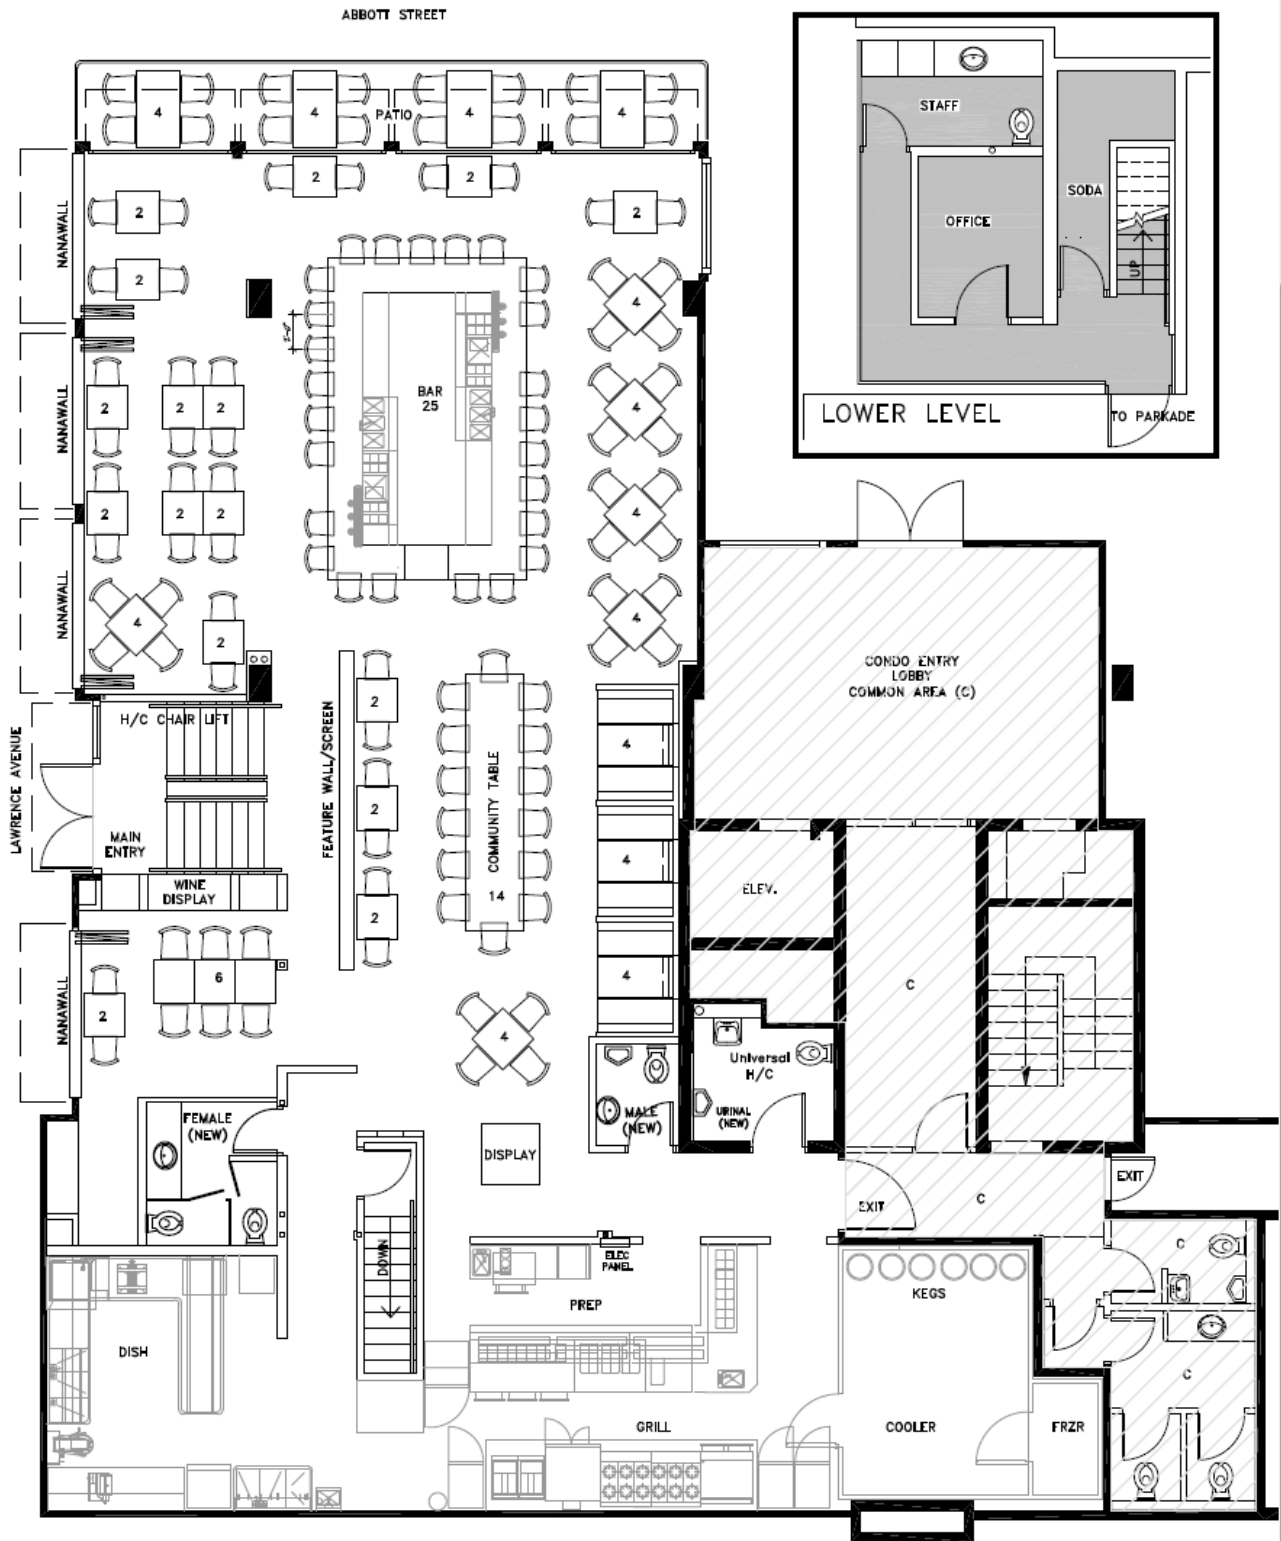 ABBOTT STREET
4
4
4
4
PATIO
2
2
2
2
2
NANAWALL
STAFF
OFFICE
SODA
UP
LOWER LEVEL
TO PARKADE
4
BAR
25
NANAWALL
2
2
2
4
2
2
2
4
NANAWALL
4
2
4
CONDO ENTRY
LOBBY
COMMON AREA (C)
H/C CHAIR LIFT
LAWRENCE AVENUE
MAIN
ENTRY
WINE
DISPLAY
FEATURE WALL/SCREEN
2
2
2
COMMUNITY TABLE
14
4
4
4
ELEV.
C
NANAWALL
2
6
4
Universal
H/C
URINAL
(NEW)
MALE
(NEW)
FEMALE
(NEW)
DISPLAY
EXIT
C
EXIT
DOWN
ELEC
PANEL
PREP
KEGS
C
DISH
C
GRILL
COOLER
FRZR